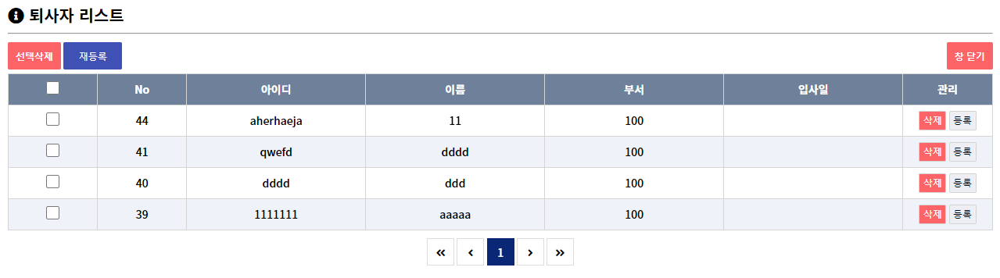 퇴사자 리스트
선택삭제 재등록 창 닫기
No 아이디 이름 부서 입사일 관리
44 aherhaeja 11 100 삭제 등록
41 qwefd dddd 100 삭제 등록
40 dddd ddd 100 삭제 등록
39 1111111 aaaaa 100 삭제 등록
« ‹ 1 › »